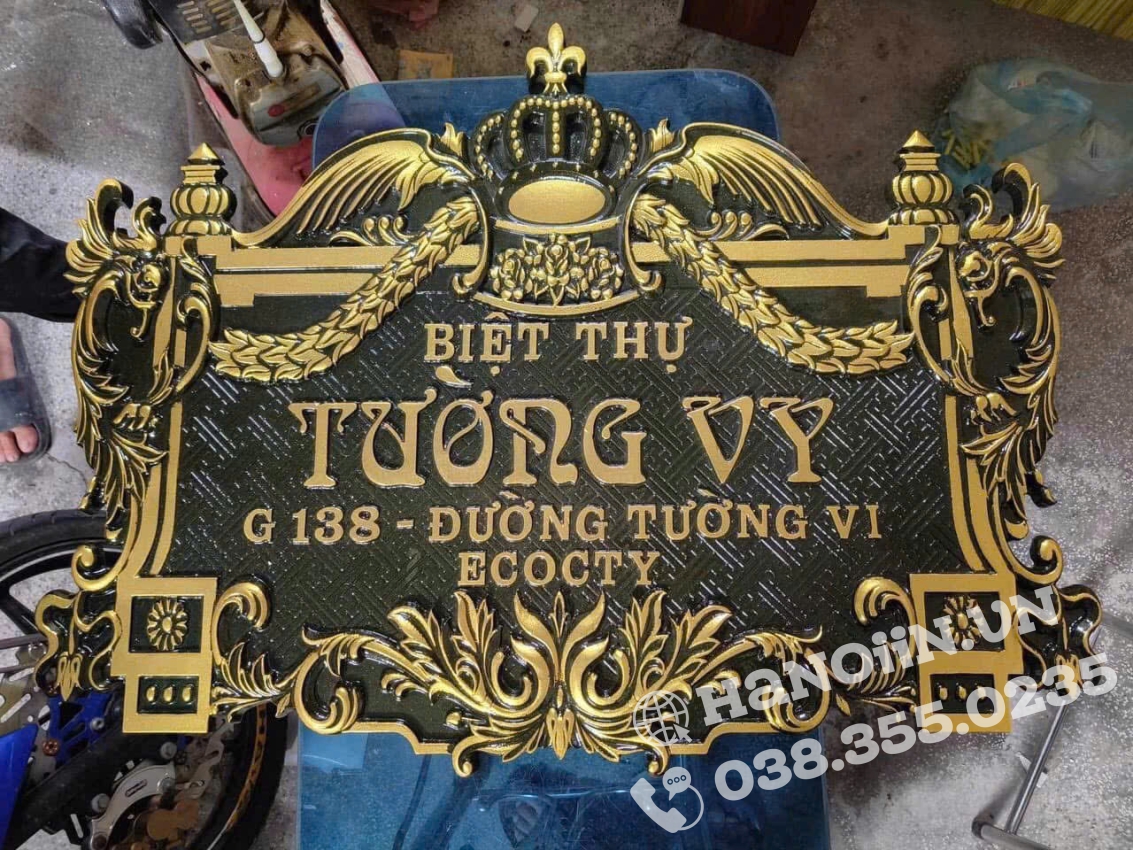 BIỆT THỰ
TƯỜNG VY
G 138 - ĐƯỜNG TƯỜNG VI
ECOCTY
HaNOiiN.VN
038.355.0235